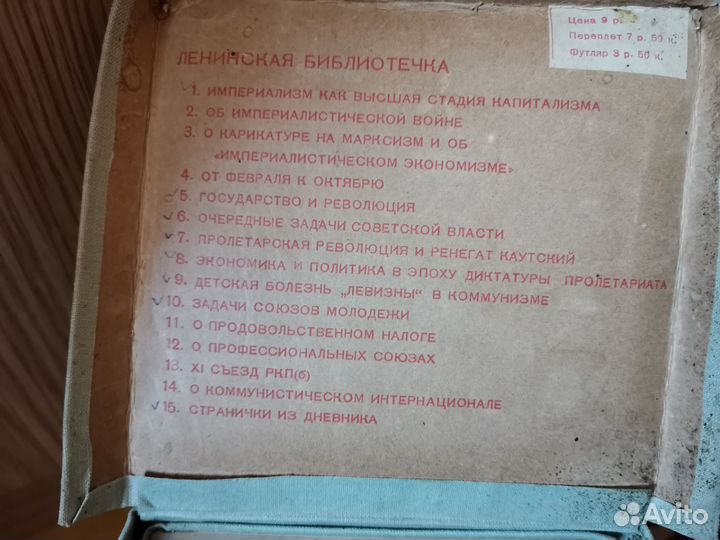 Цена 9 р.
Переплет 7 р. 50 к.
Футляр 3 р. 50 к.
ЛЕНИНСКАЯ БИБЛИОТЕЧКА
1. ИМПЕРИАЛИЗМ КАК ВЫСШАЯ СТАДИЯ КАПИТАЛИЗМА
2. ОБ ИМПЕРИАЛИСТИЧЕСКОЙ ВОЙНЕ
3. О КАРИКАТУРЕ НА МАРКСИЗМ И ОБ
«ИМПЕРИАЛИСТИЧЕСКОМ ЭКОНОМИЗМЕ»
4. ОТ ФЕВРАЛЯ К ОКТЯБРЮ
5. ГОСУДАРСТВО И РЕВОЛЮЦИЯ
6. ОЧЕРЕДНЫЕ ЗАДАЧИ СОВЕТСКОЙ ВЛАСТИ
7. ПРОЛЕТАРСКАЯ РЕВОЛЮЦИЯ И РЕНЕГАТ КАУТСКИЙ
8. ЭКОНОМИКА И ПОЛИТИКА В ЭПОХУ ДИКТАТУРЫ ПРОЛЕТАРИАТА
9. ДЕТСКАЯ БОЛЕЗНЬ „ЛЕВИЗНЫ" В КОММУНИЗМЕ
10. ЗАДАЧИ СОЮЗОВ МОЛОДЕЖИ
11. О ПРОДОВОЛЬСТВЕННОМ НАЛОГЕ
12. О ПРОФЕССИОНАЛЬНЫХ СОЮЗАХ
13. XI СЪЕЗД РКП(б)
14. О КОММУНИСТИЧЕСКОМ ИНТЕРНАЦИОНАЛЕ
15. СТРАНИЧКИ ИЗ ДНЕВНИКА
Avito